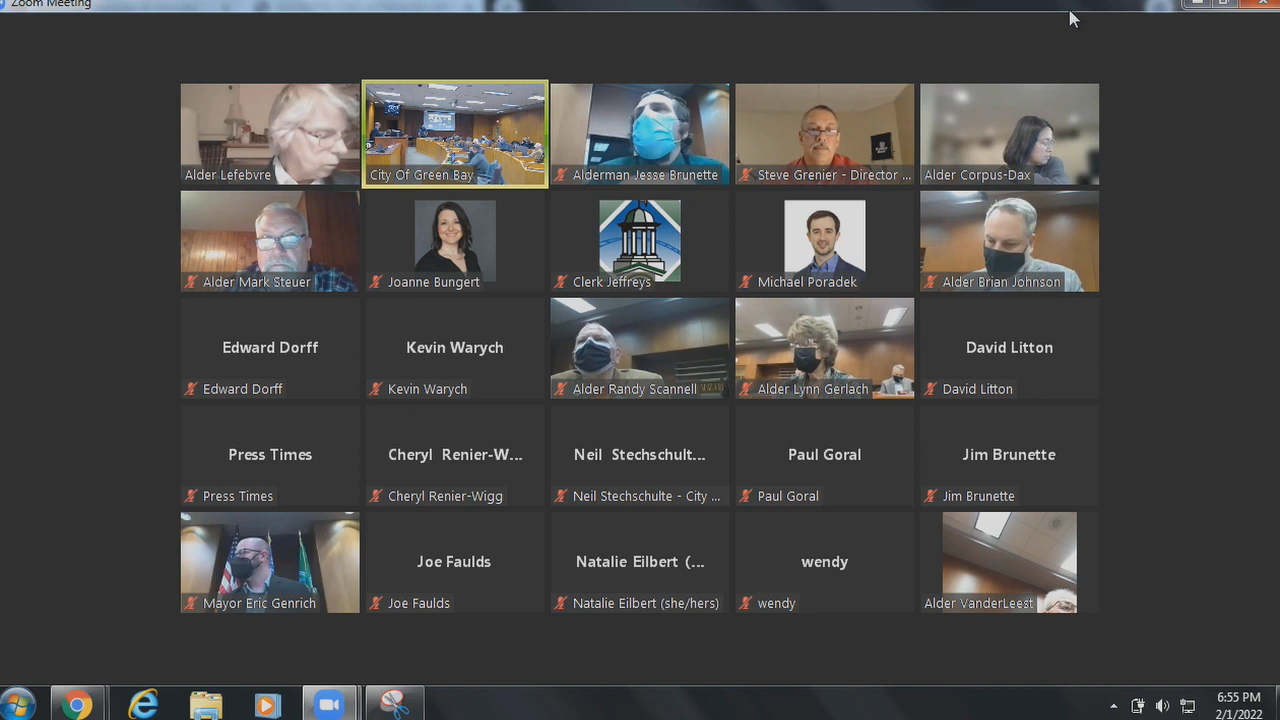 Zoom Meeting
Alder Lefebvre
City Of Green Bay
Alderman Jesse Brunette
Steve Grenier - Director ...
Alder Corpus-Dax
Alder Mark Steuer
Joanne Bungert
Clerk Jeffreys
Michael Poradek
Alder Brian Johnson
Edward Dorff
Kevin Warych
David Litton
Edward Dorff
Kevin Warych
Alder Randy Scannell
Alder Lynn Gerlach
David Litton
Press Times
Cheryl Renier-W...
Neil Stechschult...
Paul Goral
Jim Brunette
Press Times
Cheryl Renier-Wigg
Neil Stechschulte - City ...
Paul Goral
Jim Brunette
Joe Faulds
Natalie Eilbert (...
wendy
Mayor Eric Genrich
Joe Faulds
Natalie Eilbert (she/hers)
wendy
Alder VanderLeest
6:55 PM
2/1/2022